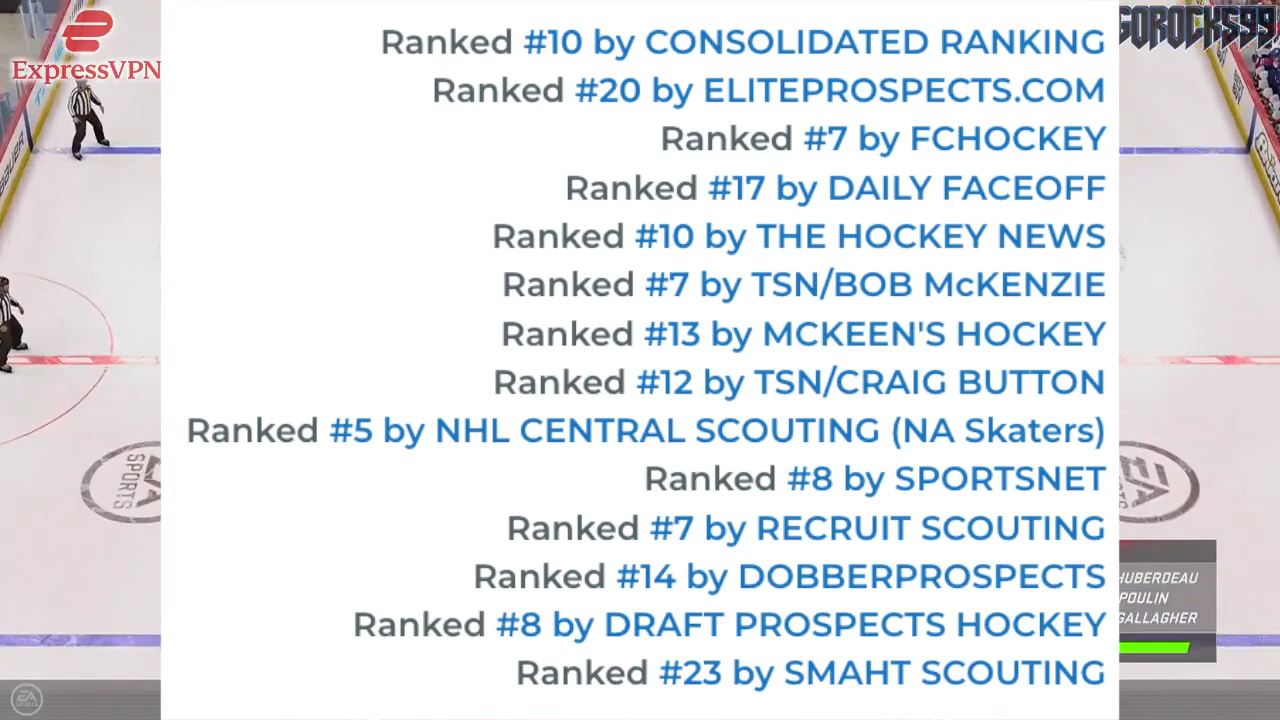 ExpressVPN
GOROCKS99
Ranked #10 by CONSOLIDATED RANKING
Ranked #20 by ELITEPROSPECTS.COM
Ranked #7 by FCHOCKEY
Ranked #17 by DAILY FACEOFF
Ranked #10 by THE HOCKEY NEWS
Ranked #7 by TSN/BOB McKENZIE
Ranked #13 by MCKEEN'S HOCKEY
Ranked #12 by TSN/CRAIG BUTTON
Ranked #5 by NHL CENTRAL SCOUTING (NA Skaters)
Ranked #8 by SPORTSNET
Ranked #7 by RECRUIT SCOUTING
Ranked #14 by DOBBERPROSPECTS
Ranked #8 by DRAFT PROSPECTS HOCKEY
Ranked #23 by SMAHT SCOUTING
EA SPORTS
HUBERDEAU
POULIN
GALLAGHER
EA SPORTS